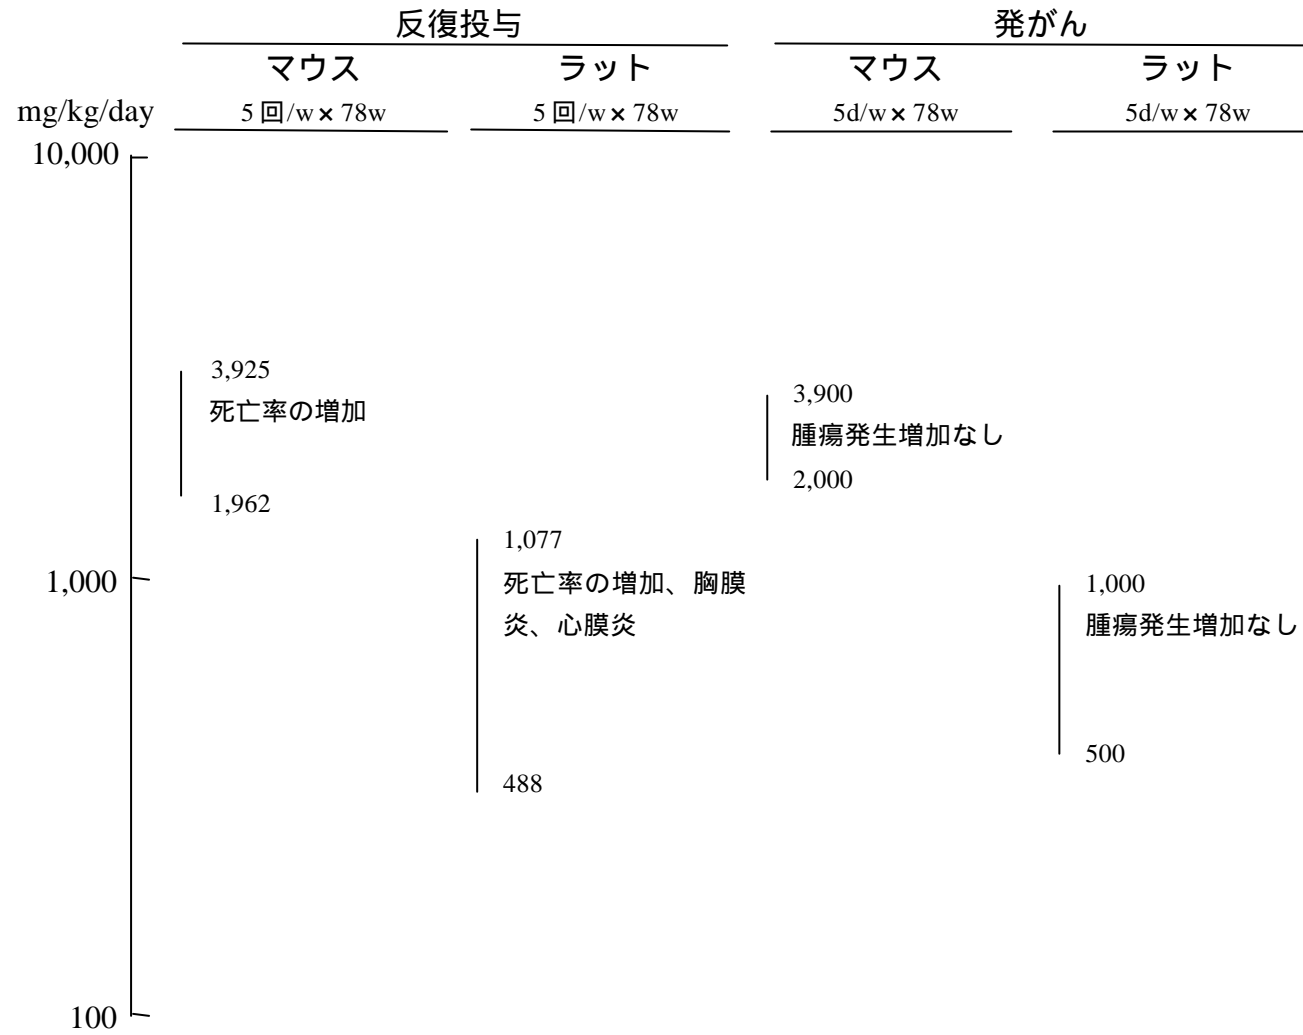 反復投与
発がん
マウス
ラット
マウス
ラット
mg/kg/day
5回/w×78w
5回/w×78w
5d/w×78w
5d/w×78w
10,000
3,925
死亡率の増加
1,962
3,900
腫瘍発生増加なし
2,000
1,077
死亡率の増加、胸膜
炎、心膜炎
488
1,000
1,000
腫瘍発生増加なし
500
100